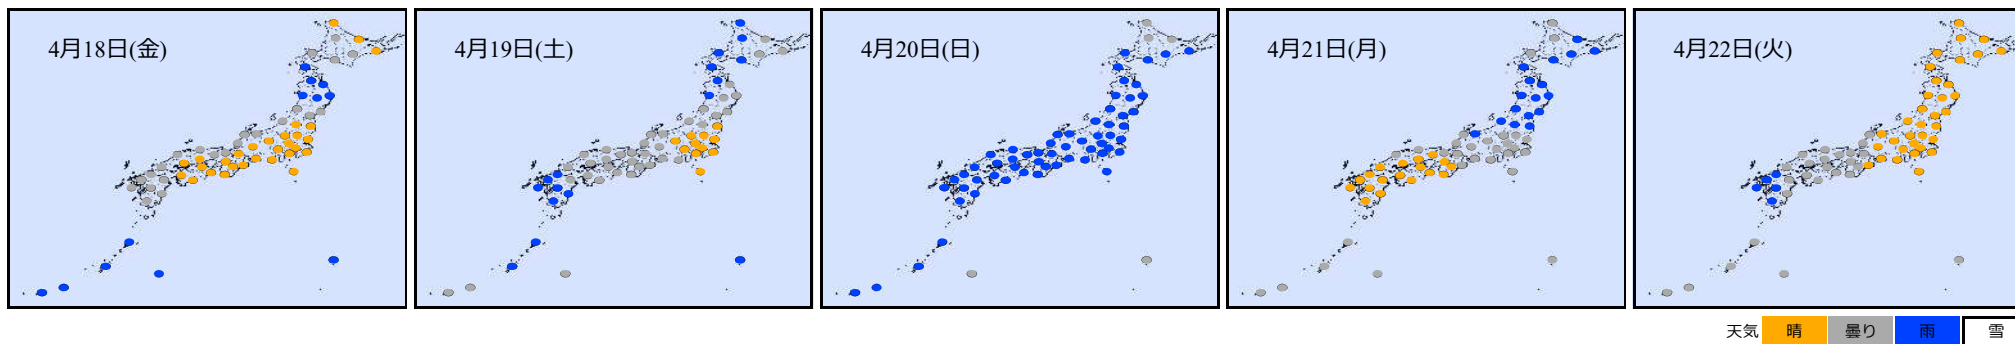 4月18日(金)
4月19日(土)
4月20日(日)
4月21日(月)
4月22日(火)
天気 晴 曇り 雨 雪